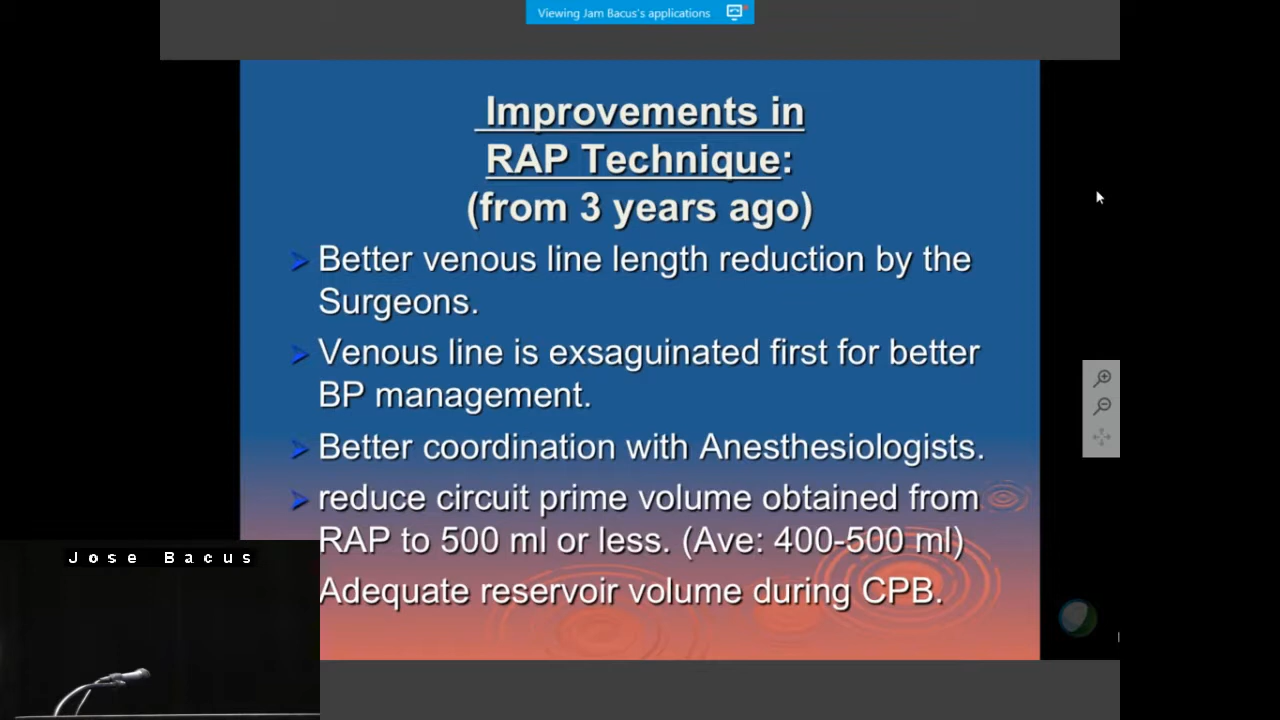 Viewing Jam Bacus's applications
Improvements in
RAP Technique:
(from 3 years ago)
Better venous line length reduction by the
Surgeons.
Venous line is exsaguinated first for better
BP management.
Better coordination with Anesthesiologists.
reduce circuit prime volume obtained from
RAP to 500 ml or less. (Ave: 400-500 ml)
Adequate reservoir volume during CPB.
Jose Bacus